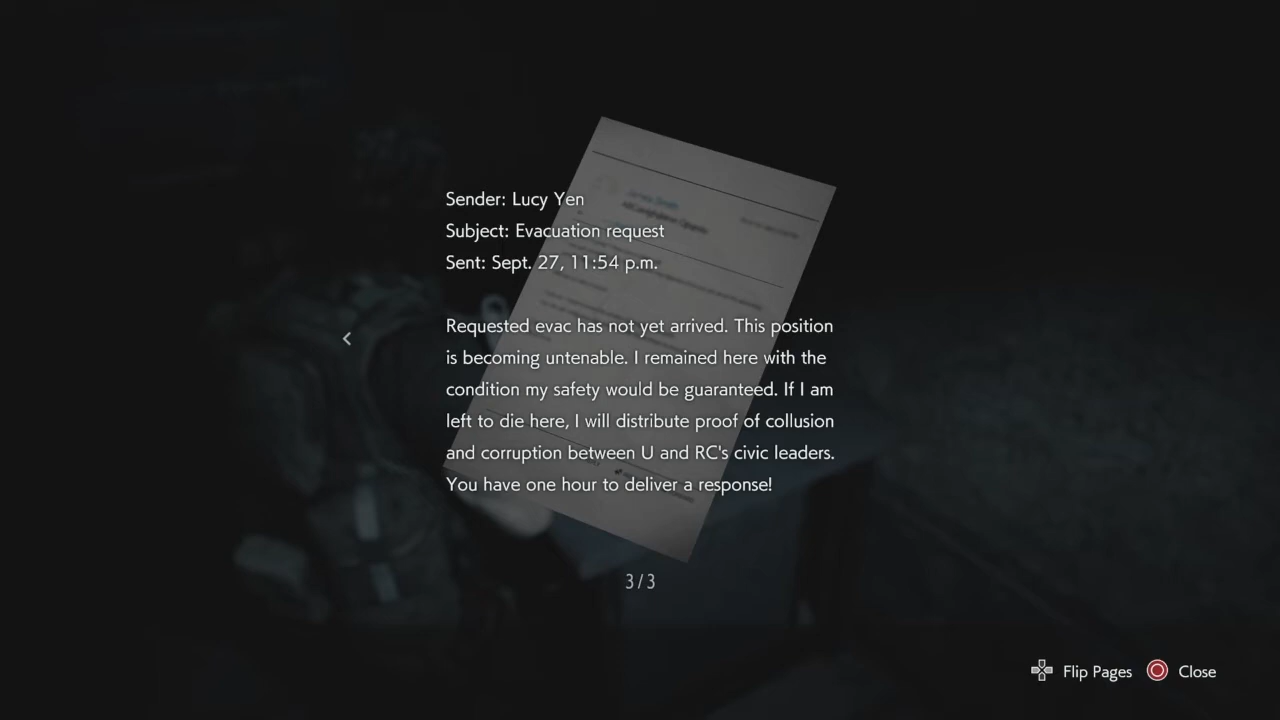 Sender: Lucy Yen
Subject: Evacuation request
Sent: Sept. 27, 11:54 p.m.
Requested evac has not yet arrived. This position
is becoming untenable. I remained here with the
condition my safety would be guaranteed. If I am
left to die here, I will distribute proof of collusion
and corruption between U and RC's civic leaders.
You have one hour to deliver a response!
3/3
Flip Pages
Close